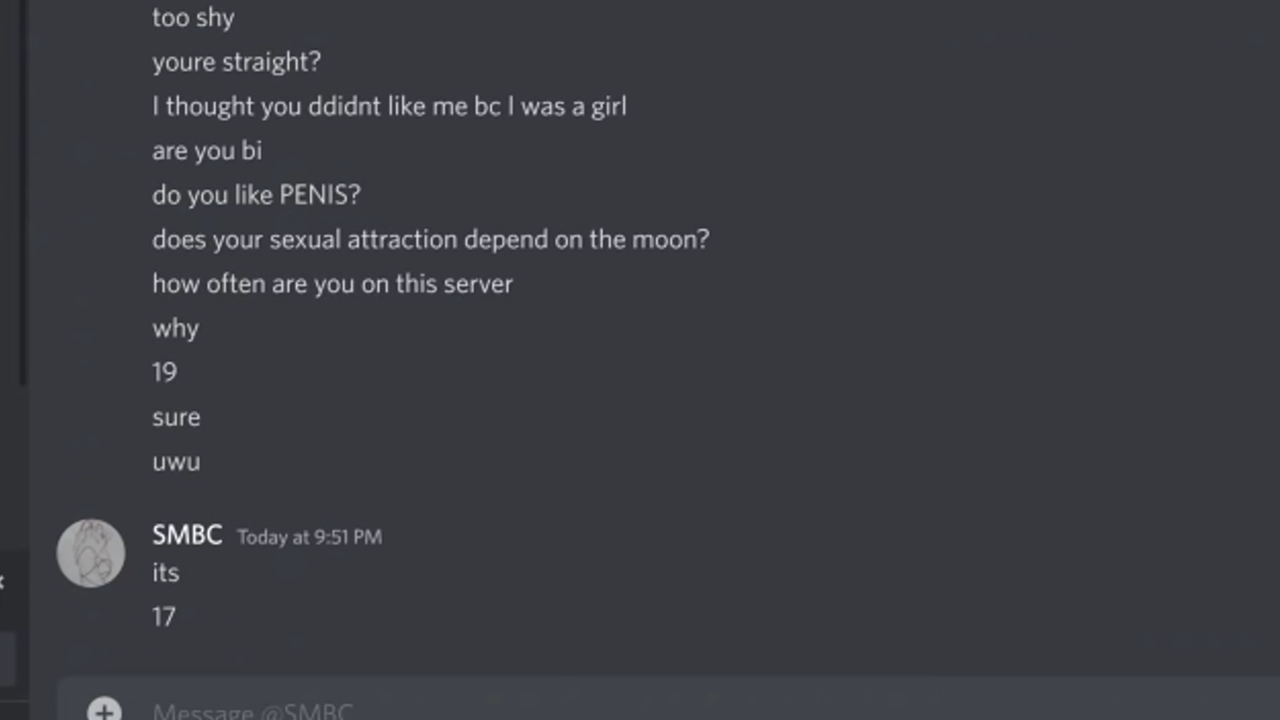 too shy
youre straight?
I thought you ddidnt like me bc I was a girl
are you bi
do you like PENIS?
does your sexual attraction depend on the moon?
how often are you on this server
why
19
sure
uwu
SMBC Today at 9:51 PM
its
17
Message @SMBC